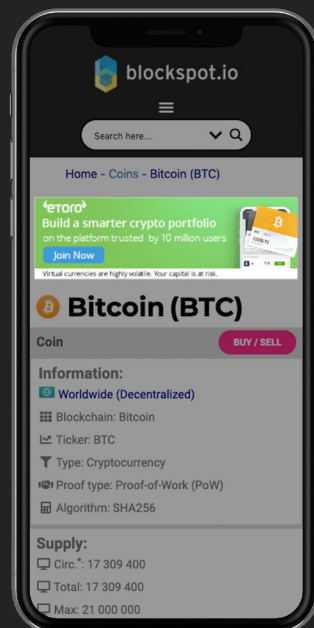 blockspot.io
Search here...
Home - Coins - Bitcoin (BTC)
eTORO
Build a smarter crypto portfolio
on the platform trusted by 10 million users
Join Now
Virtual currencies are highly volatile. Your capital is at risk.
Bitcoin (BTC)
Coin
BUY / SELL
Information:
Worldwide (Decentralized)
Blockchain: Bitcoin
Ticker: BTC
Type: Cryptocurrency
Proof type: Proof-of-Work (PoW)
Algorithm: SHA256
Supply:
Circ.*: 17 309 400
Total: 17 309 400
Max: 21 000 000